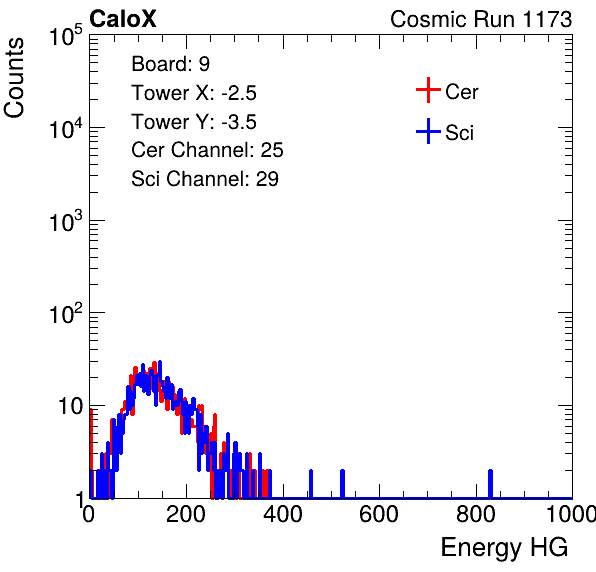 CaloX
Cosmic Run 1173
Counts
10^5
10^4
10^3
10^2
10
1
Board: 9
Tower X: -2.5
Tower Y: -3.5
Cer Channel: 25
Sci Channel: 29
Cer
Sci
0
200
400
600
800
1000
Energy HG